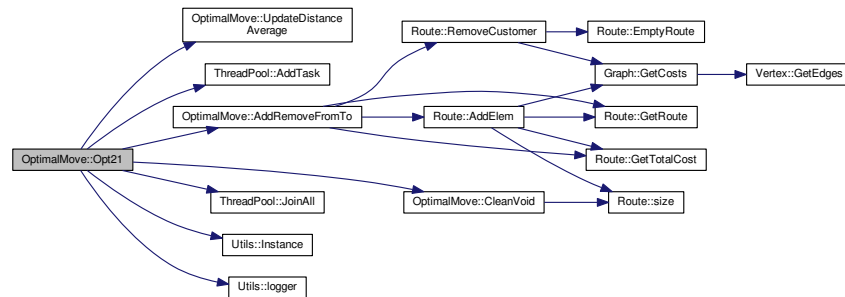 OptimalMove::UpdateDistance
Average
Route::RemoveCustomer
Route::EmptyRoute
ThreadPool::AddTask
Graph::GetCosts
Vertex::GetEdges
OptimalMove::AddRemoveFromTo
Route::AddElem
Route::GetRoute
OptimalMove::Opt21
Route::GetTotalCost
ThreadPool::JoinAll
OptimalMove::CleanVoid
Route::size
Utils::Instance
Utils::logger